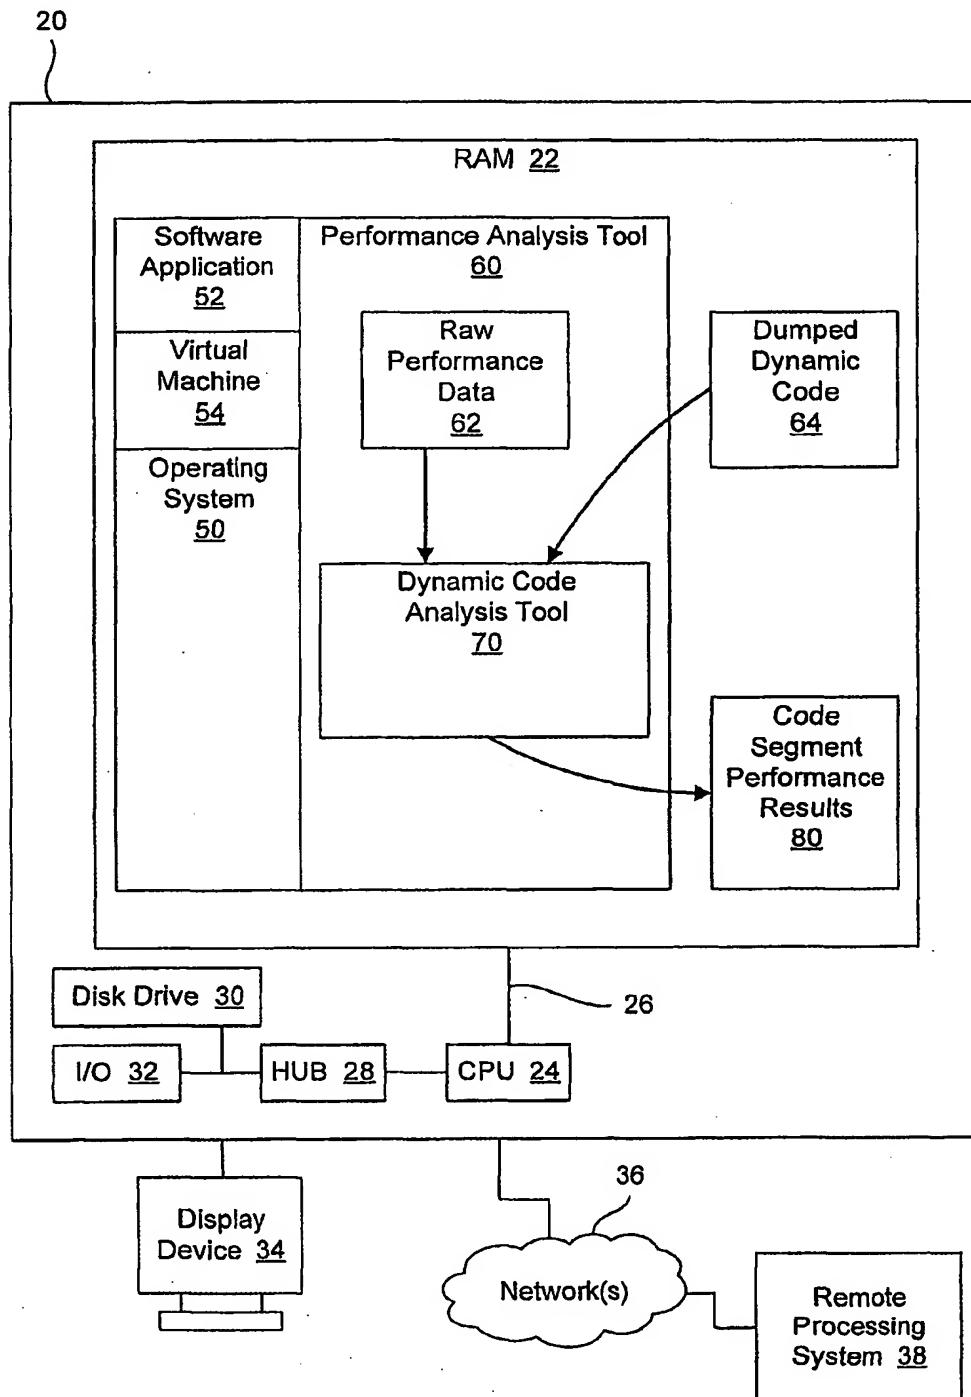 20
RAM 22
Software
Application
52
Performance Analysis Tool
60
Virtual
Machine
54
Raw
Performance
Data
62
Dumped
Dynamic
Code
64
Operating
System
50
Dynamic Code
Analysis Tool
70
Code
Segment
Performance
Results
80
Disk Drive 30
26
I/O 32
HUB 28
CPU 24
36
Display
Device 34
Network(s)
Remote
Processing
System 38